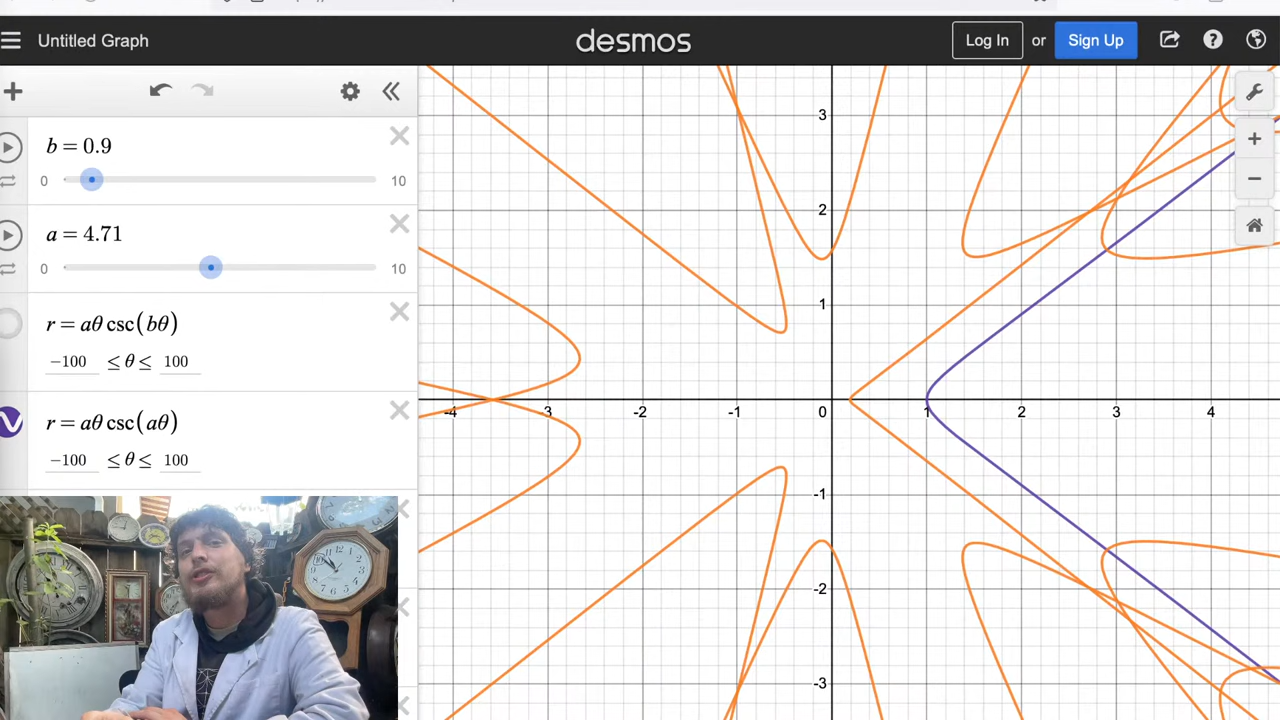 Untitled Graph
desmos
Log In or Sign Up
b = 0.9
0 10
a = 4.71
0 10
r = aθ csc(bθ)
−100 ≤ θ ≤ 100
r = aθ csc(aθ)
−100 ≤ θ ≤ 100
3
2
1
-4 -3 -2 -1 0 1 2 3 4
-1
-2
-3